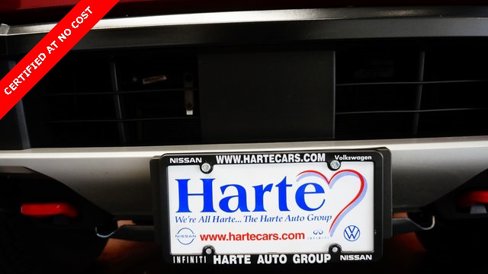 CERTIFIED AT NO COST
NISSAN WWW.HARTECARS.COM Volkswagen
Harte
We're All Harte... The Harte Auto Group
www.hartecars.com INFINITI
INFINITI HARTE AUTO GROUP NISSAN